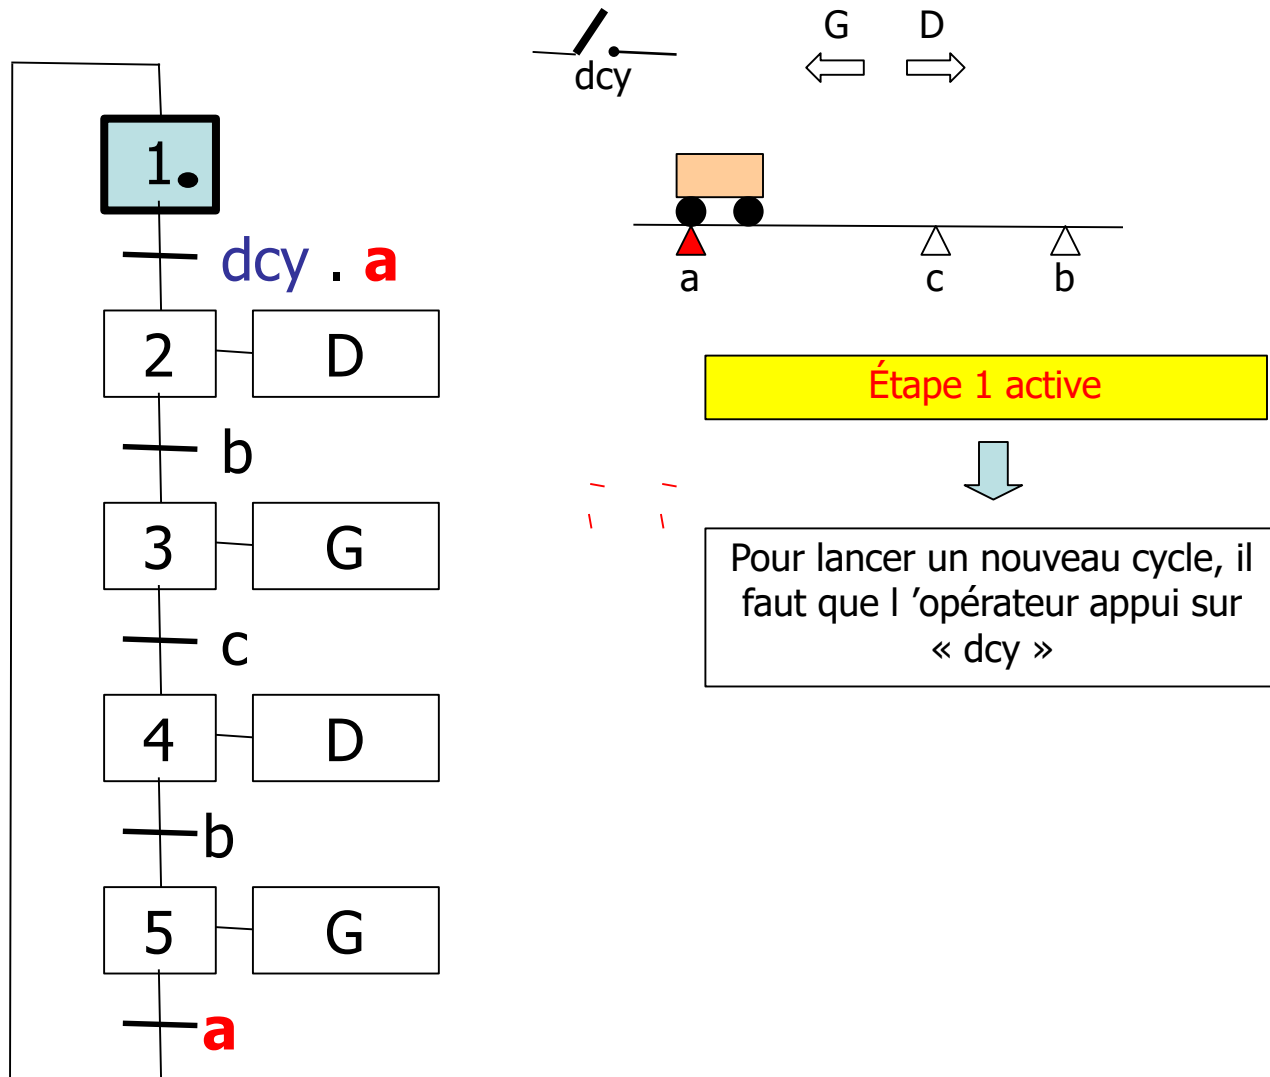 G D
dcy
1.
dcy . a
a c b
2 D
Étape 1 active
b
3 G
Pour lancer un nouveau cycle, il
faut que l ’opérateur appui sur
« dcy »
c
4 D
b
5 G
a